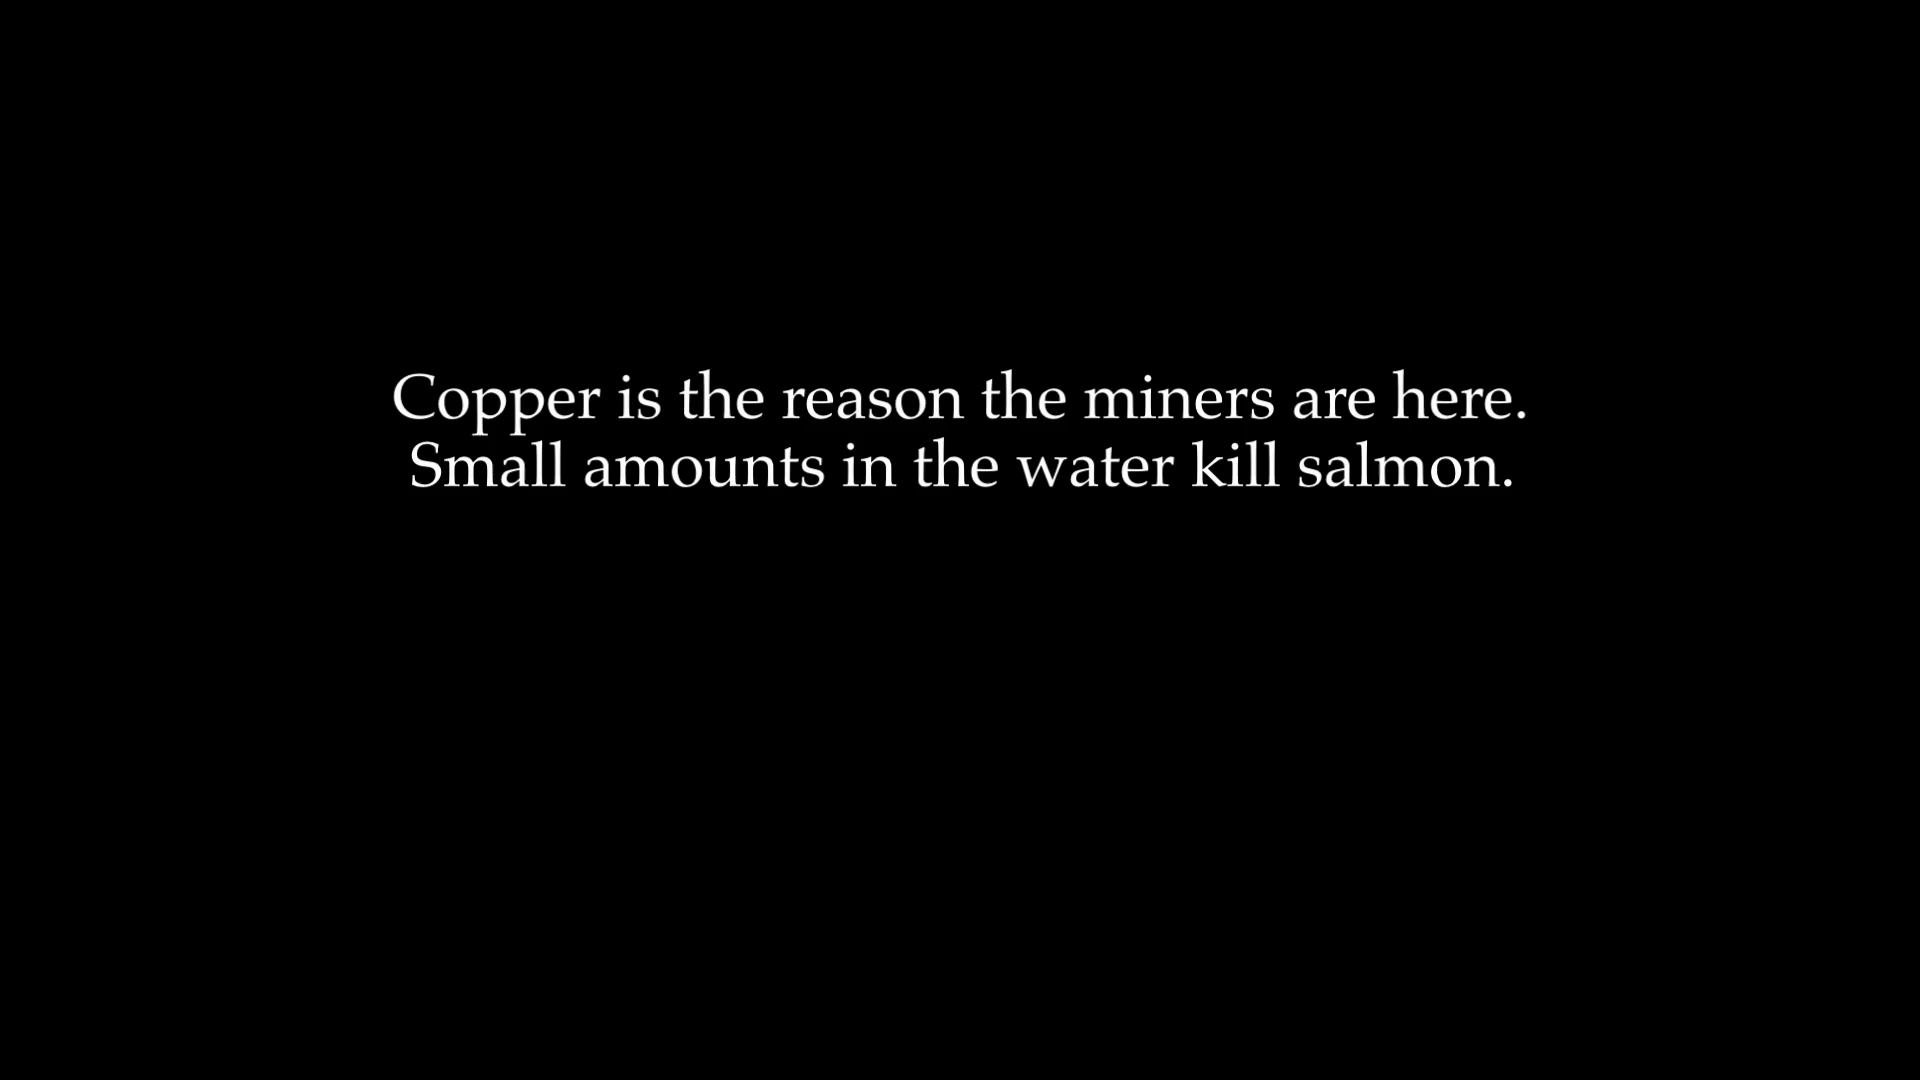 Copper is the reason the miners are here.
Small amounts in the water kill salmon.